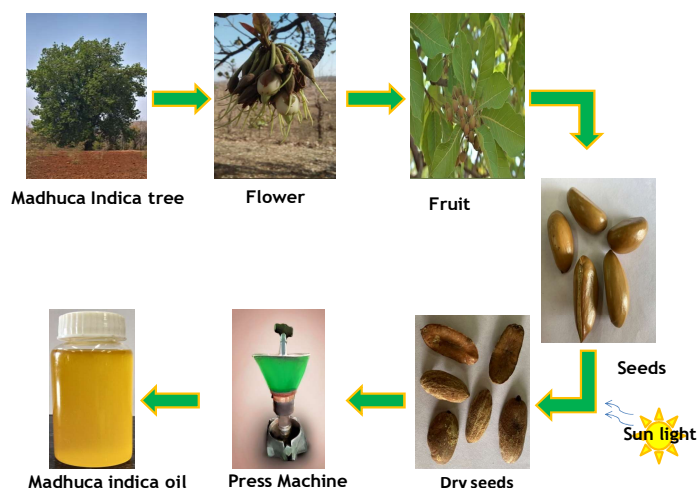 Madhuca Indica tree
Flower
Fruit
Seeds
Sun light
Dry seeds
Press Machine
Madhuca indica oil